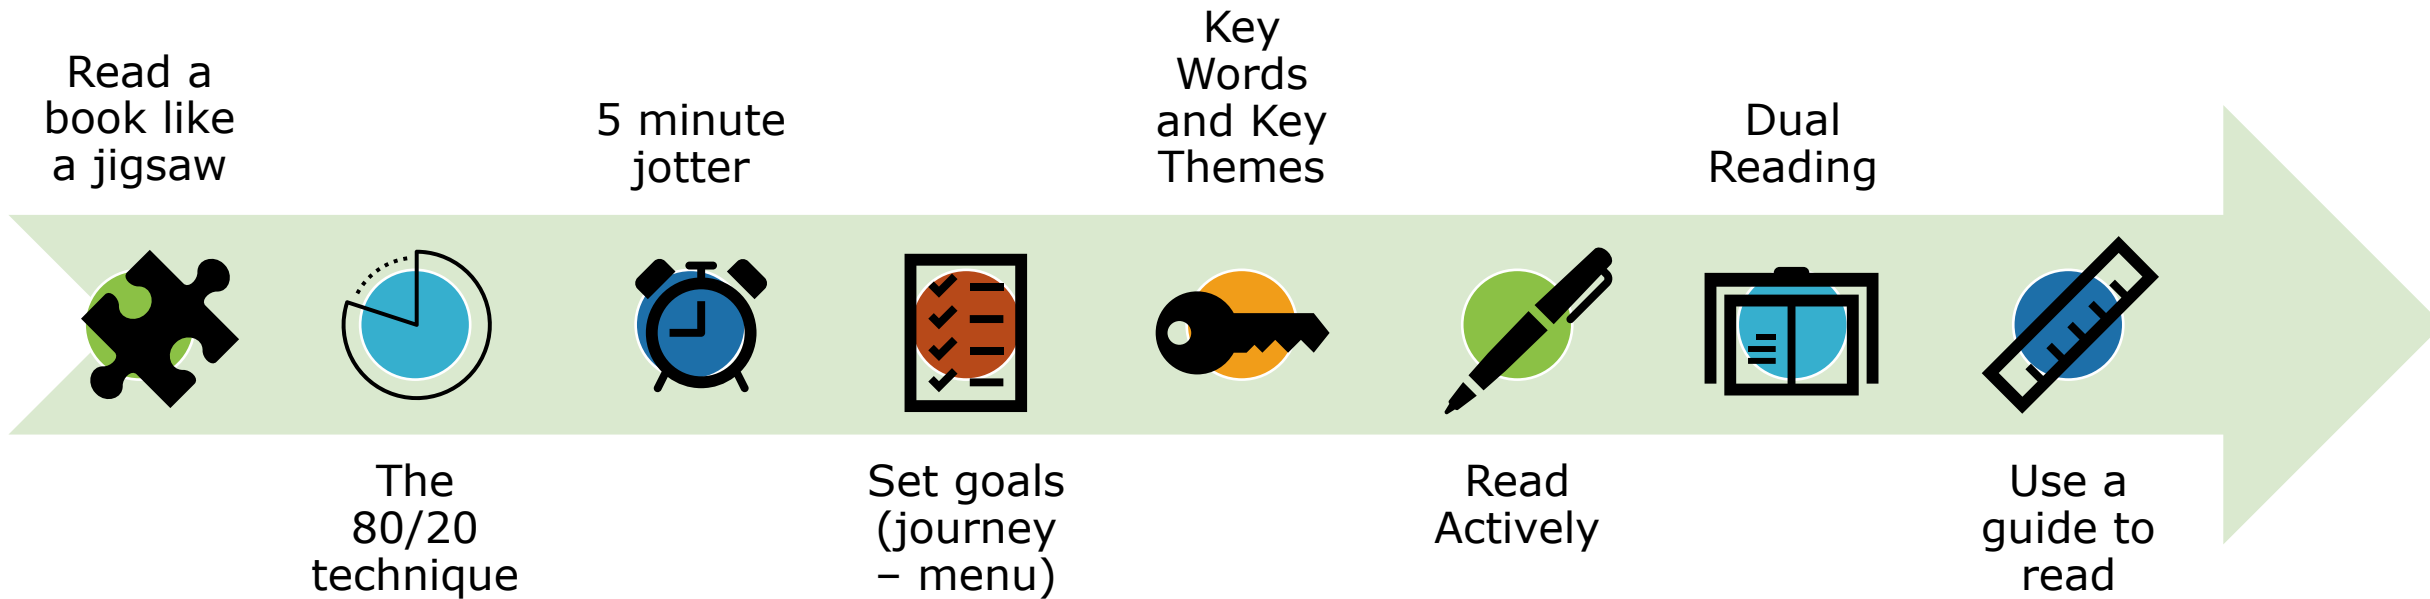 Read a
book like
a jigsaw
The
80/20
technique
5 minute
jotter
Set goals
(journey
– menu)
Key
Words
and Key
Themes
Read
Actively
Dual
Reading
Use a
guide to
read